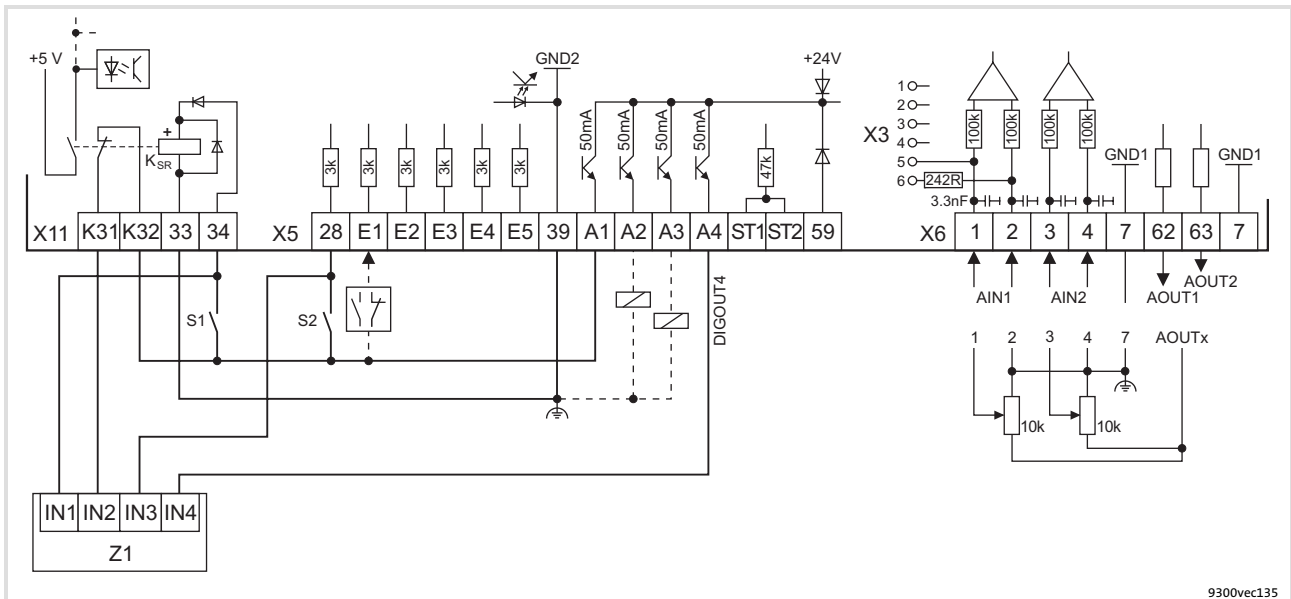 +5 V
+
KSR
GND2
+24V
3k 3k 3k 3k 3k
50mA 50mA 50mA 50mA
47k
X3
1
2
3
4
5
6
242R
100k 100k 100k 100k
3.3nF
GND1
GND1
X11 K31 K32 33 34
X5 28 E1 E2 E3 E4 E5 39 A1 A2 A3 A4 ST1 ST2 59
X6 1 2 3 4 7 62 63 7
S1
S2
DIGOUT4
AIN1
AIN2
AOUT1
AOUT2
1 2 3 4 7 AOUTx
10k
10k
IN1 IN2 IN3 IN4
Z1
9300vec135